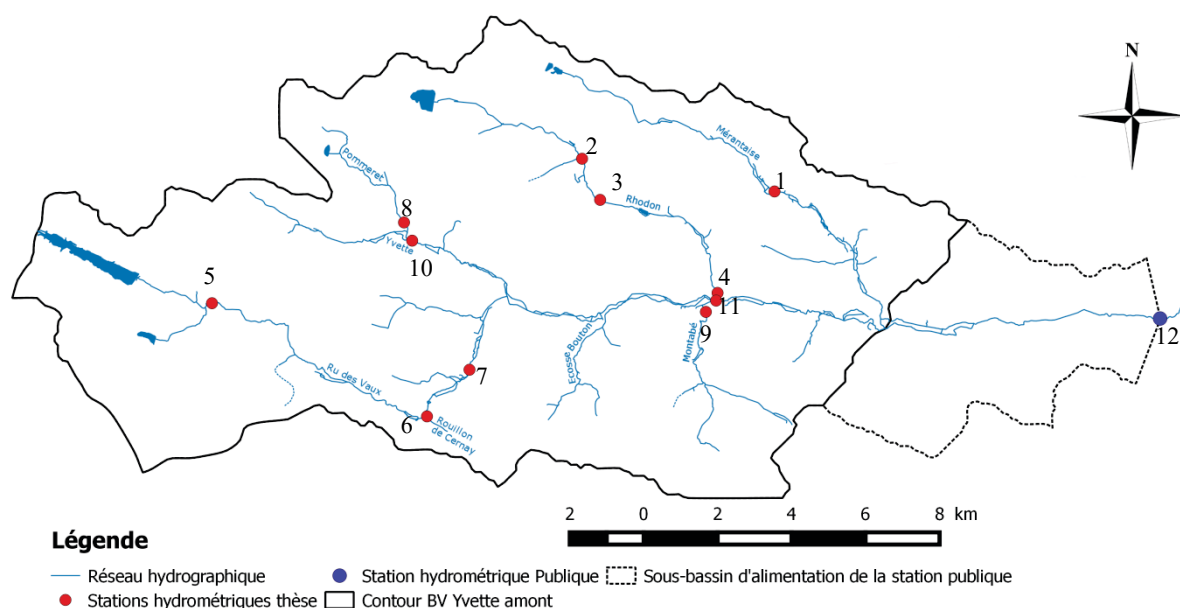 N
Mérantaise
2
1
Pommeret
3
Rhodon
8
Yvette
10
5
4
11
9
12
Ecosse Bouton
Montabé
7
Ru des Vaux
6
Rouillon
de Cernay
2 0 2 4 6 8 km
Légende
Réseau hydrographique
Station hydrométrique Publique
Sous-bassin d'alimentation de la station publique
Stations hydrométriques thèse
Contour BV Yvette amont